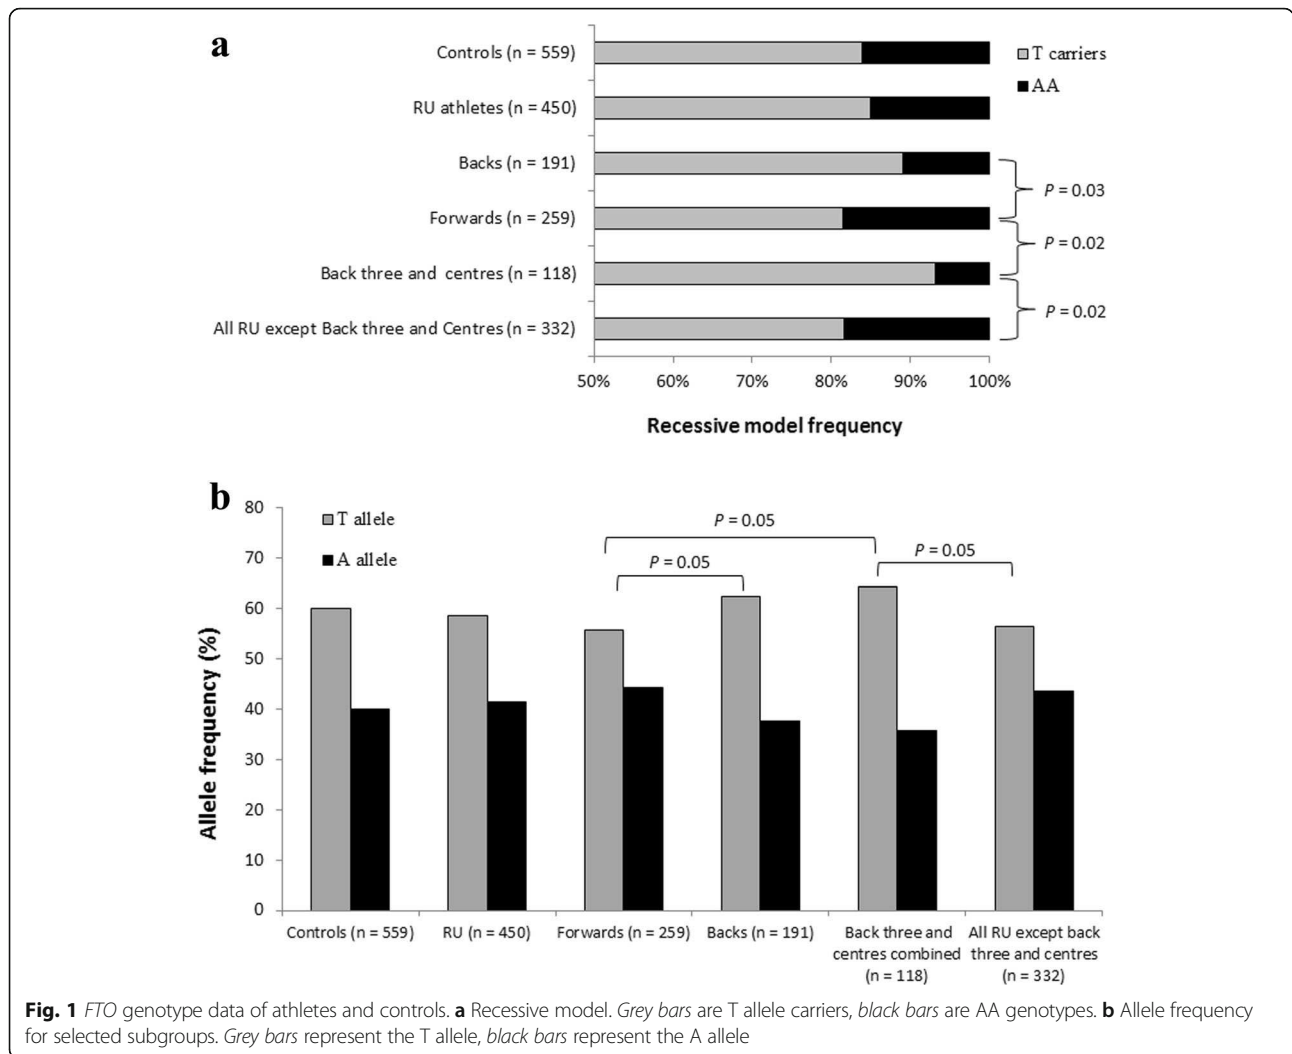 a
Controls (n = 559)
RU athletes (n = 450)
Backs (n = 191)
Forwards (n = 259)
Back three and centres (n = 118)
All RU except Back three and Centres (n = 332)
T carriers
AA
P = 0.03
P = 0.02
P = 0.02
50% 60% 70% 80% 90% 100%
Recessive model frequency
b
Allele frequency (%)
80
70
60
50
40
30
20
10
0
T allele
A allele
P = 0.05
P = 0.05
P = 0.05
Controls (n = 559)
RU (n = 450)
Forwards (n = 259)
Backs (n = 191)
Back three and
centres combined
(n = 118)
All RU except back
three and centres
(n = 332)
Fig. 1 FTO genotype data of athletes and controls. a Recessive model. Grey bars are T allele carriers, black bars are AA genotypes. b Allele frequency
for selected subgroups. Grey bars represent the T allele, black bars represent the A allele